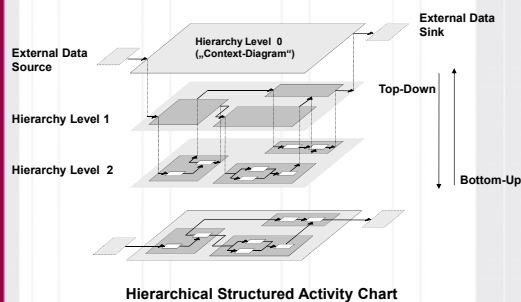 External Data
Sink
Hierarchy Level 0
(„Context-Diagram“)
External Data
Source
Top-Down
Hierarchy Level 1
Hierarchy Level 2
Bottom-Up
Hierarchical Structured Activity Chart